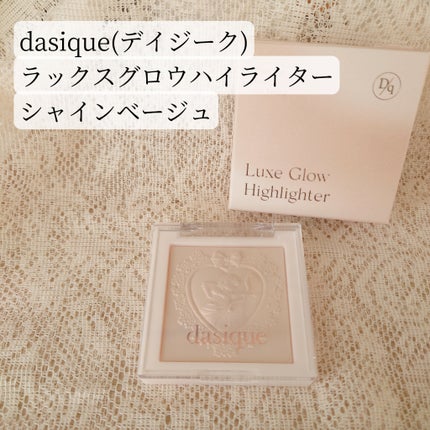 dasique(デイジーク)
ラックスグロウハイライター
シャインベージュ
Dq
Luxe Glow
Highlighter
dasique